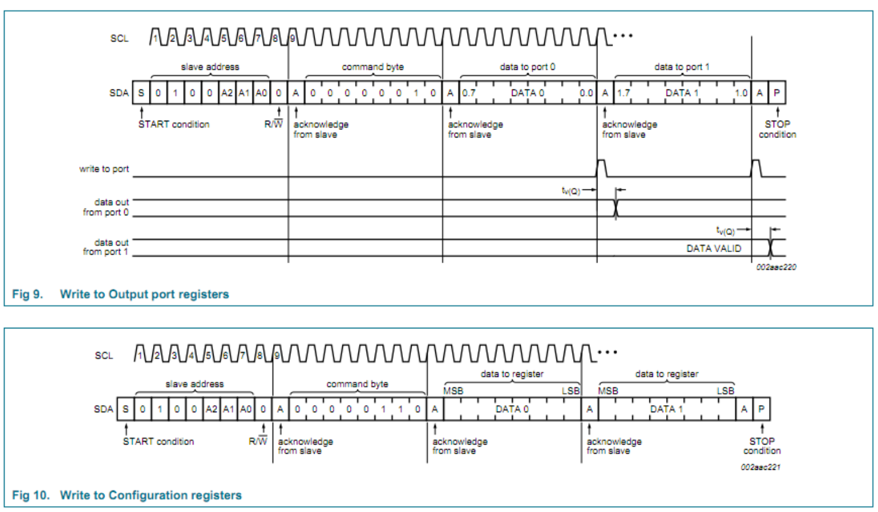 SCL 1 2 3 4 5 6 7 8 9
slave address command byte data to port 0 data to port 1
SDA S 0 1 0 0 A2 A1 A0 0 A 0 0 0 0 0 0 1 0 A 0.7 DATA 0 0.0 A 1.7 DATA 1 1.0 A P
START condition R/W acknowledge from slave acknowledge from slave acknowledge from slave STOP condition
write to port
tv(Q)
data out from port 0
tv(Q)
data out from port 1 DATA VALID
002aac220
Fig 9. Write to Output port registers
SCL 1 2 3 4 5 6 7 8 9
slave address command byte data to register data to register
MSB LSB MSB LSB
SDA S 0 1 0 0 A2 A1 A0 0 A 0 0 0 0 0 1 1 0 A DATA 0 A DATA 1 A P
START condition R/W acknowledge from slave acknowledge from slave acknowledge from slave STOP condition
002aac221
Fig 10. Write to Configuration registers